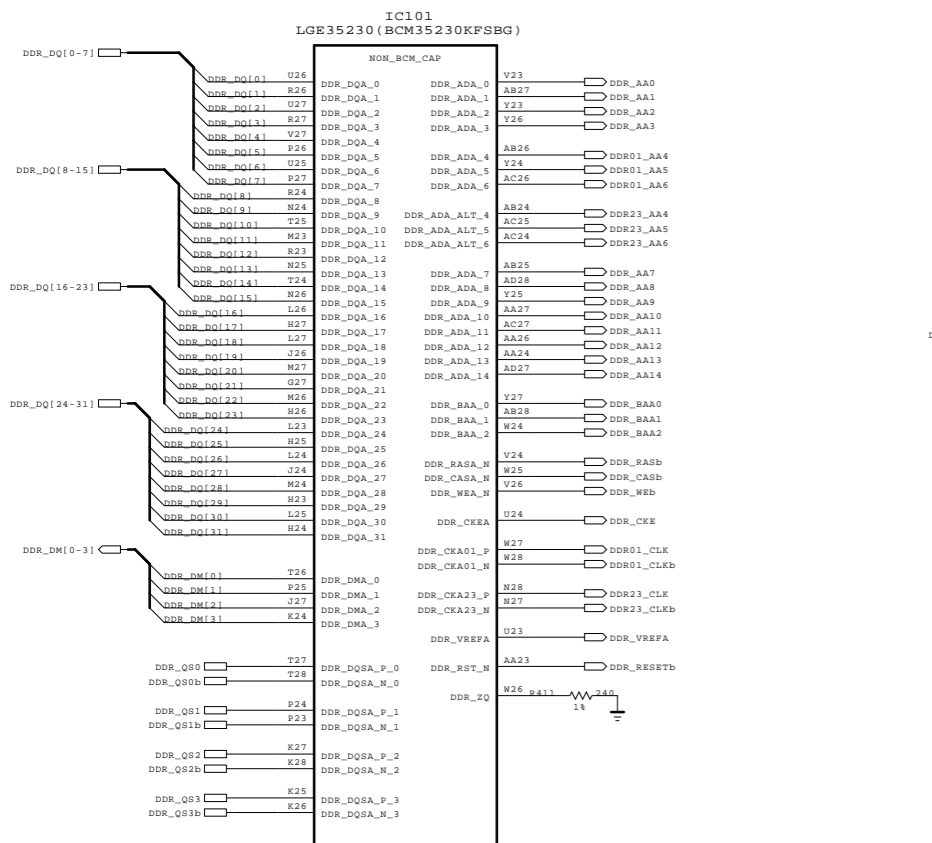 IC101
LGE35230(BCM35230KFSBG)
NON_BCM_CAP
DDR_DQ[0-7]
DDR_DQ[0] U26 DDR_DQA_0
DDR_DQ[1] R26 DDR_DQA_1
DDR_DQ[2] U27 DDR_DQA_2
DDR_DQ[3] R27 DDR_DQA_3
DDR_DQ[4] V27 DDR_DQA_4
DDR_DQ[5] P26 DDR_DQA_5
DDR_DQ[6] U25 DDR_DQA_6
DDR_DQ[7] P27 DDR_DQA_7
DDR_DQ[8-15]
DDR_DQ[8] R24 DDR_DQA_8
DDR_DQ[9] N24 DDR_DQA_9
DDR_DQ[10] T25 DDR_DQA_10
DDR_DQ[11] M23 DDR_DQA_11
DDR_DQ[12] R23 DDR_DQA_12
DDR_DQ[13] N25 DDR_DQA_13
DDR_DQ[14] T24 DDR_DQA_14
DDR_DQ[15] N26 DDR_DQA_15
DDR_DQ[16-23]
DDR_DQ[16] L26 DDR_DQA_16
DDR_DQ[17] H27 DDR_DQA_17
DDR_DQ[18] L27 DDR_DQA_18
DDR_DQ[19] J26 DDR_DQA_19
DDR_DQ[20] M27 DDR_DQA_20
DDR_DQ[21] G27 DDR_DQA_21
DDR_DQ[22] M26 DDR_DQA_22
DDR_DQ[23] H26 DDR_DQA_23
DDR_DQ[24-31]
DDR_DQ[24] L23 DDR_DQA_24
DDR_DQ[25] H25 DDR_DQA_25
DDR_DQ[26] L24 DDR_DQA_26
DDR_DQ[27] J24 DDR_DQA_27
DDR_DQ[28] M24 DDR_DQA_28
DDR_DQ[29] H23 DDR_DQA_29
DDR_DQ[30] L25 DDR_DQA_30
DDR_DQ[31] H24 DDR_DQA_31
DDR_DM[0-3]
DDR_DM[0] T26 DDR_DMA_0
DDR_DM[1] P25 DDR_DMA_1
DDR_DM[2] J27 DDR_DMA_2
DDR_DM[3] K24 DDR_DMA_3
DDR_QS0 T27 DDR_DQSA_P_0
DDR_QS0b T28 DDR_DQSA_N_0
DDR_QS1 P24 DDR_DQSA_P_1
DDR_QS1b P23 DDR_DQSA_N_1
DDR_QS2 K27 DDR_DQSA_P_2
DDR_QS2b K28 DDR_DQSA_N_2
DDR_QS3 K25 DDR_DQSA_P_3
DDR_QS3b K26 DDR_DQSA_N_3
DDR_ADA_0 V23 DDR_AA0
DDR_ADA_1 AB27 DDR_AA1
DDR_ADA_2 Y23 DDR_AA2
DDR_ADA_3 Y26 DDR_AA3
DDR_ADA_4 AB26 DDR01_AA4
DDR_ADA_5 Y24 DDR01_AA5
DDR_ADA_6 AC26 DDR01_AA6
DDR_ADA_ALT_4 AB24 DDR23_AA4
DDR_ADA_ALT_5 AC25 DDR23_AA5
DDR_ADA_ALT_6 AC24 DDR23_AA6
DDR_ADA_7 AB25 DDR_AA7
DDR_ADA_8 AD28 DDR_AA8
DDR_ADA_9 Y25 DDR_AA9
DDR_ADA_10 AA27 DDR_AA10
DDR_ADA_11 AC27 DDR_AA11
DDR_ADA_12 AA26 DDR_AA12
DDR_ADA_13 AA24 DDR_AA13
DDR_ADA_14 AD27 DDR_AA14
DDR_BAA_0 Y27 DDR_BAA0
DDR_BAA_1 AB28 DDR_BAA1
DDR_BAA_2 W24 DDR_BAA2
DDR_RASA_N V24 DDR_RASb
DDR_CASA_N W25 DDR_CASb
DDR_WEA_N V26 DDR_WEb
DDR_CKEA U24 DDR_CKE
DDR_CKA01_P W27 DDR01_CLK
DDR_CKA01_N W28 DDR01_CLKb
DDR_CKA23_P N28 DDR23_CLK
DDR_CKA23_N N27 DDR23_CLKb
DDR_VREFA U23 DDR_VREFA
DDR_RST_N AA23 DDR_RESETb
DDR_ZQ W26 R411 240
1%